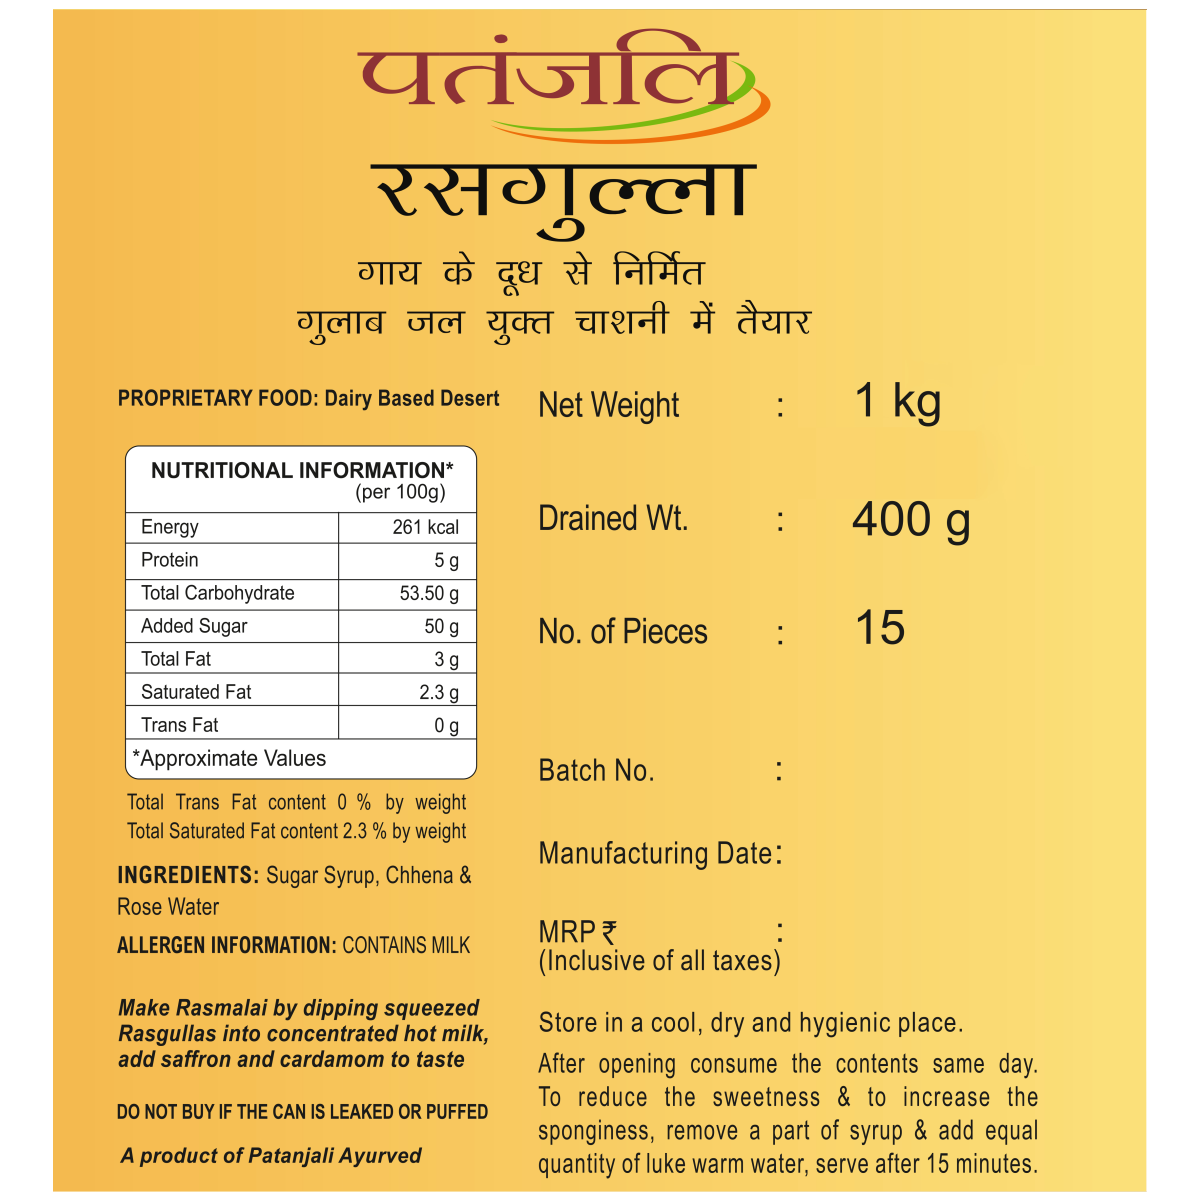 पतंजलि
रसगुल्ला
गाय के दूध से निर्मित
गुलाब जल युक्त चाशनी में तैयार
PROPRIETARY FOOD: Dairy Based Desert
NUTRITIONAL INFORMATION*
(per 100g)
Energy 261 kcal
Protein 5 g
Total Carbohydrate 53.50 g
Added Sugar 50 g
Total Fat 3 g
Saturated Fat 2.3 g
Trans Fat 0 g
*Approximate Values
Total Trans Fat content 0 % by weight
Total Saturated Fat content 2.3 % by weight
INGREDIENTS: Sugar Syrup, Chhena &
Rose Water
ALLERGEN INFORMATION: CONTAINS MILK
Make Rasmalai by dipping squeezed
Rasgullas into concentrated hot milk,
add saffron and cardamom to taste
DO NOT BUY IF THE CAN IS LEAKED OR PUFFED
A product of Patanjali Ayurved
Net Weight : 1 kg
Drained Wt. : 400 g
No. of Pieces : 15
Batch No. :
Manufacturing Date:
MRP ₹ :
(Inclusive of all taxes)
Store in a cool, dry and hygienic place.
After opening consume the contents same day.
To reduce the sweetness & to increase the
sponginess, remove a part of syrup & add equal
quantity of luke warm water, serve after 15 minutes.